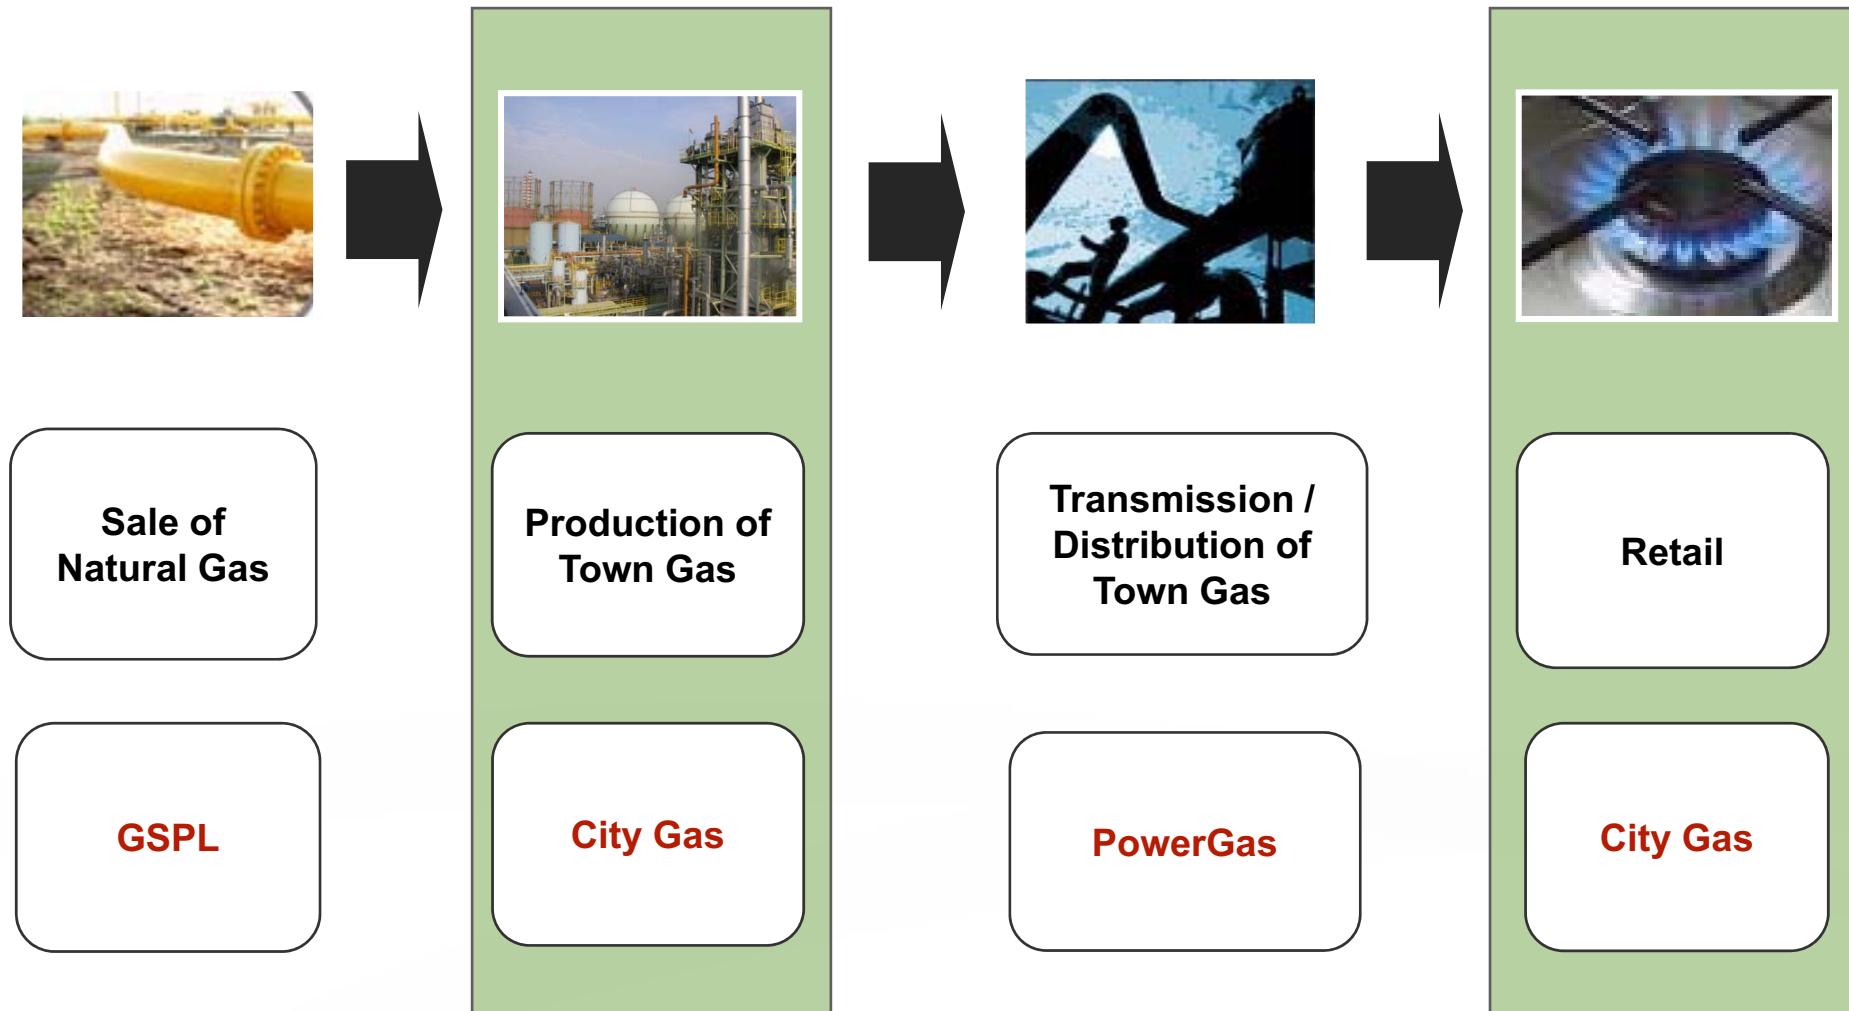 Sale of
Natural Gas
Production of
Town Gas
Transmission /
Distribution of
Town Gas
Retail
GSPL
City Gas
PowerGas
City Gas